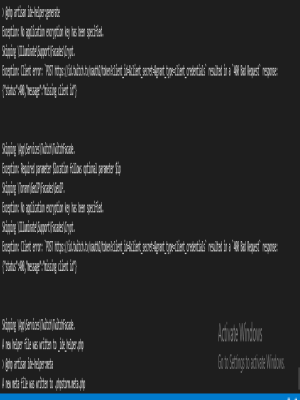 > @php artisan ide-helper:generate
Exception: No application encryption key has been specified.
Skipping \Illuminate\Support\Facades\Crypt.
Exception: Client error: `POST https://id.twitch.tv/oauth2/token?client_id=&client_secret=&grant_type=client_credentials` resulted in a `400 Bad Request` response:
{"status":400,"message":"missing client id"}
Skipping \App\Services\Twitch\TwitchFacade.
Exception: Required parameter $location follows optional parameter $ip
Skipping \Torann\GeoIP\Facades\GeoIP.
Exception: No application encryption key has been specified.
Skipping \Illuminate\Support\Facades\Crypt.
Exception: Client error: `POST https://id.twitch.tv/oauth2/token?client_id=&client_secret=&grant_type=client_credentials` resulted in a `400 Bad Request` response:
{"status":400,"message":"missing client id"}
Skipping \App\Services\Twitch\TwitchFacade.
A new helper file was written to _ide_helper.php
> @php artisan ide-helper:meta
A new meta file was written to .phpstorm.meta.php
Activate Windows
Go to Settings to activate Windows.